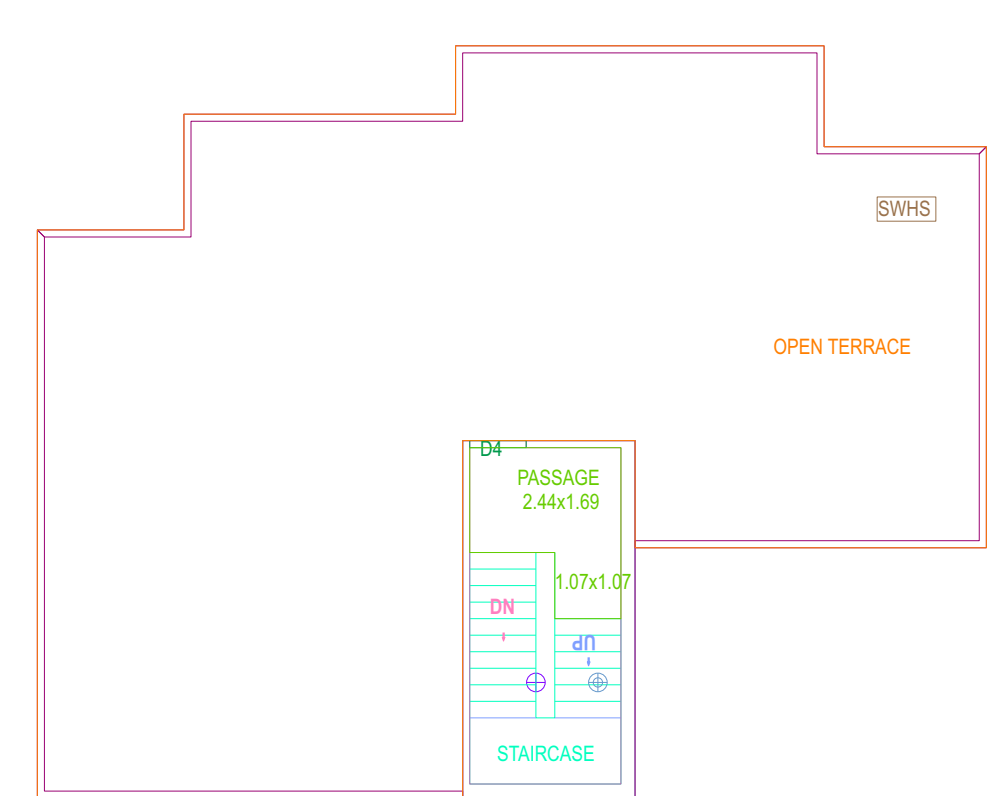 SWHS
OPEN TERRACE
D4
PASSAGE
2.44x1.69
1.07x1.07
DN
UP
STAIRCASE